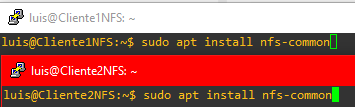 luis@Cliente1NFS: ~
luis@Cliente1NFS:~$ sudo apt install nfs-common
luis@Cliente2NFS: ~
luis@Cliente2NFS:~$ sudo apt install nfs-common